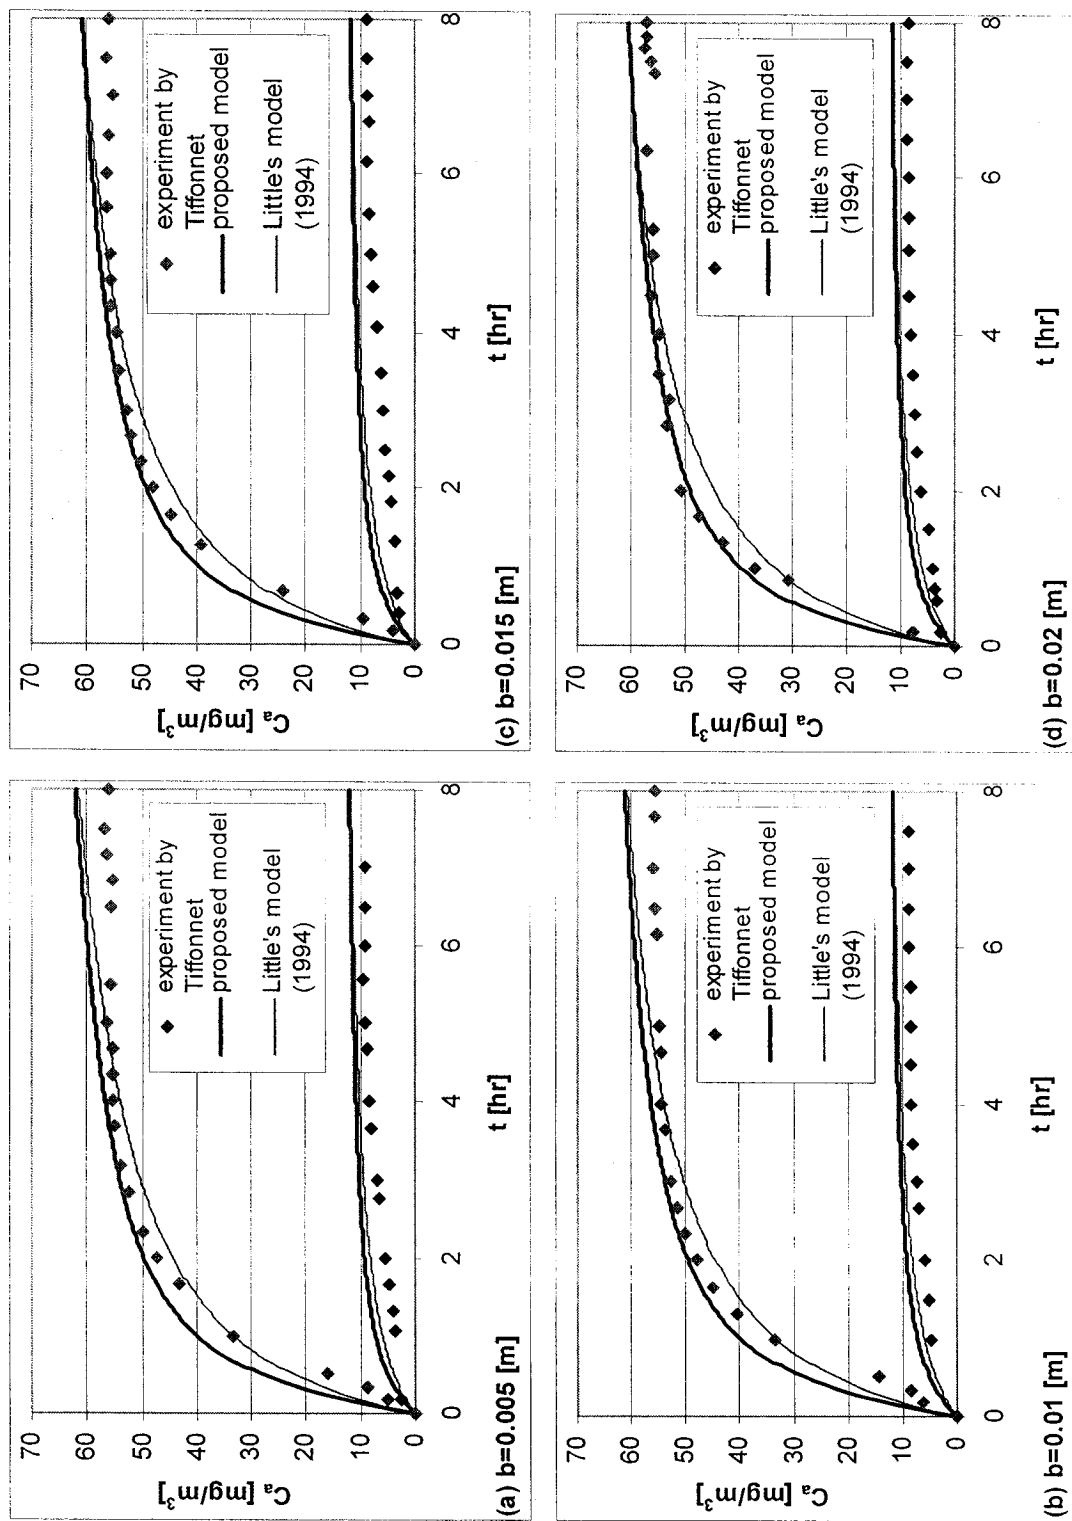 70
60
50
40
30
20
10
0
Cₐ [mg/m³]
0
2
4
6
8
t [hr]
experiment by
Tiffonnet
proposed model
Little's model
(1994)
(a) b=0.005 [m]
70
60
50
40
30
20
10
0
Cₐ [mg/m³]
0
2
4
6
8
t [hr]
experiment by
Tiffonnet
proposed model
Little's model
(1994)
(c) b=0.015 [m]
70
60
50
40
30
20
10
0
Cₐ [mg/m³]
0
2
4
6
8
t [hr]
experiment by
Tiffonnet
proposed model
Little's model
(1994)
(b) b=0.01 [m]
70
60
50
40
30
20
10
0
Cₐ [mg/m³]
0
2
4
6
8
t [hr]
experiment by
Tiffonnet
proposed model
Little's model
(1994)
(d) b=0.02 [m]